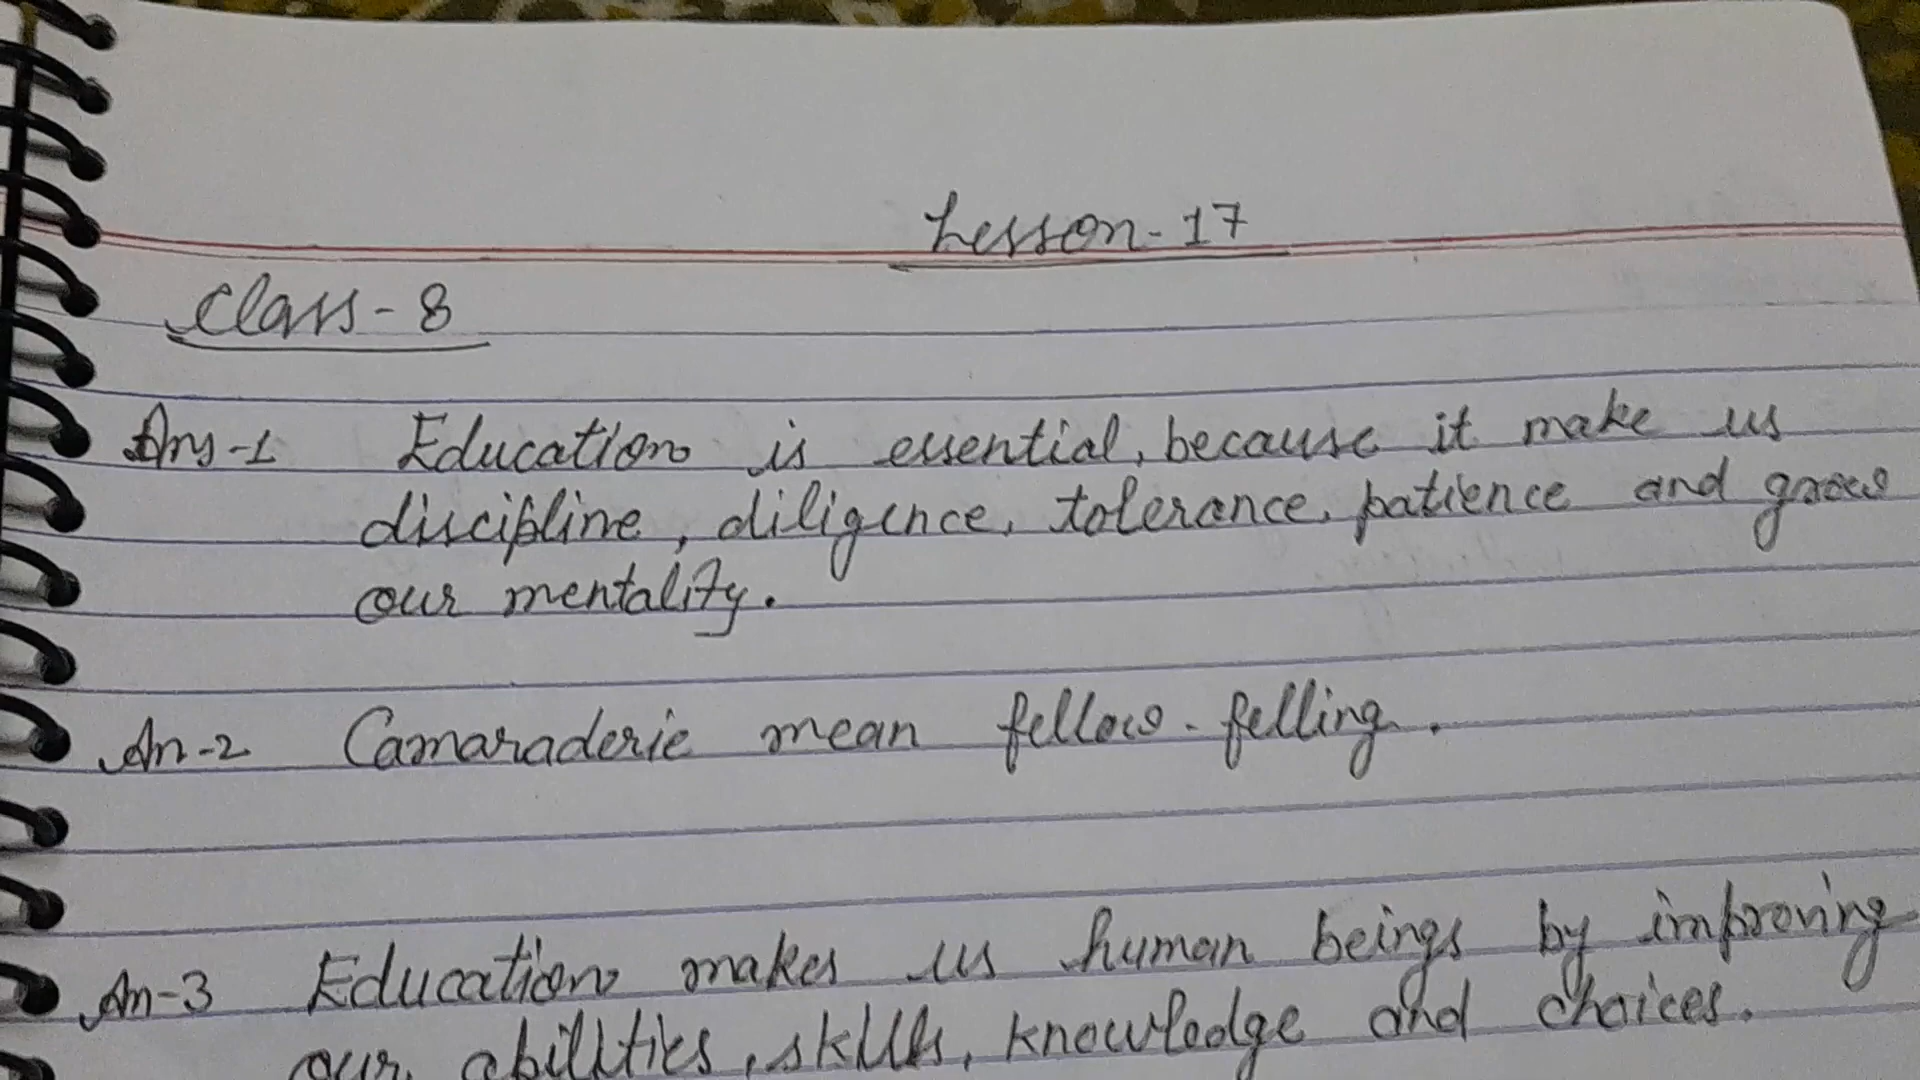 Lesson-17
Class-8
Ans-1 Education is essential, because it make us
discipline, diligence, tolerance, patience and grow
our mentality.
An-2 Camaraderie mean fellow-felling.
An-3 Education makes us human beings by improving
our abilities, skills, knowledge and choices.